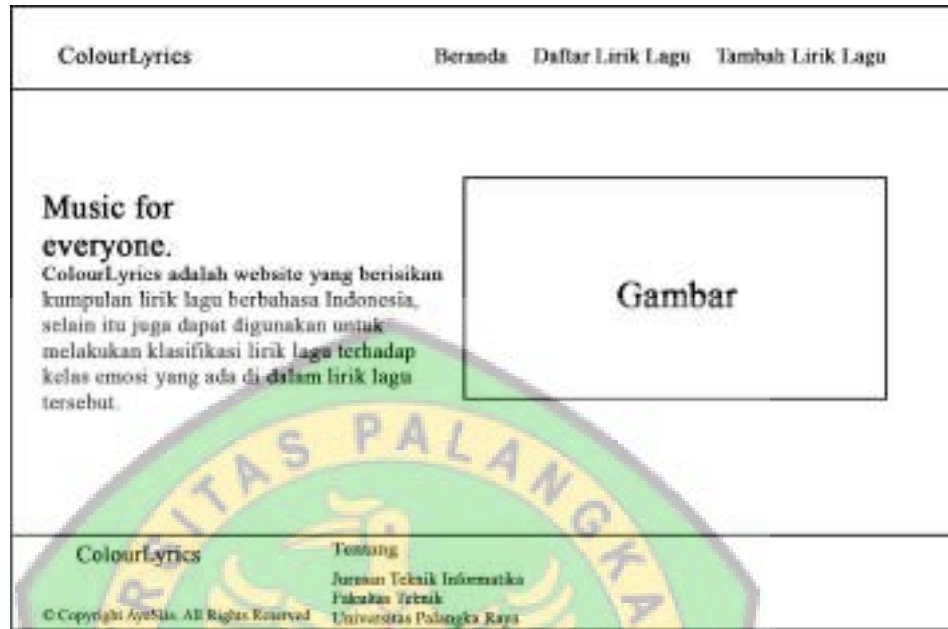 ColourLyrics Beranda Daftar Lirik Lagu Tambah Lirik Lagu
Music for
everyone.
ColourLyrics adalah website yang berisikan
kumpulan lirik lagu berbahasa Indonesia,
selain itu juga dapat digunakan untuk
melakukan klasifikasi lirik lagu terhadap
kelas emosi yang ada di dalam lirik lagu
tersebut.
Gambar
RSITAS PALANGKA RA
ColourLyrics
© Copyright All Rights Reserved
Tentang
Jurusan Teknik Informatika
Fakultas Teknik
Universitas Palangka Raya